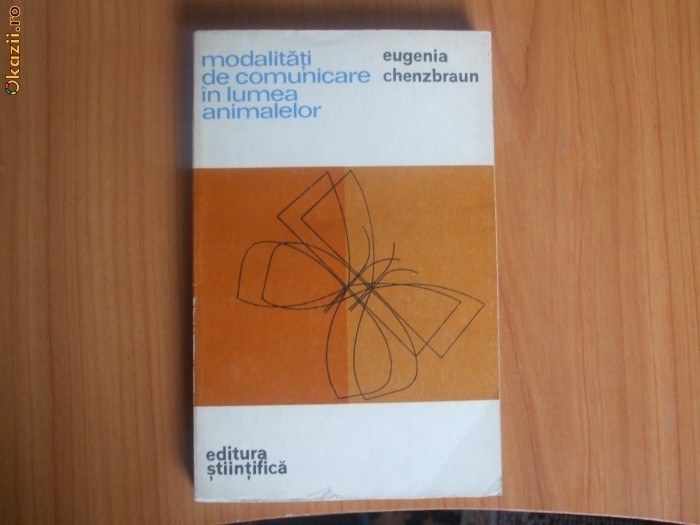 Okazii.ro
modalități
de comunicare
în lumea
animalelor
eugenia
chenzbraun
editura
științifică